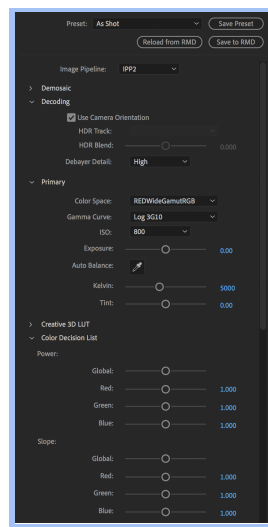 Preset: As Shot Save Preset
Reload from RMD Save to RMD
Image Pipeline: IPP2
Demosaic
Decoding
Use Camera Orientation
HDR Track:
HDR Blend: 0.000
Debayer Detail: High
Primary
Color Space: REDWideGamutRGB
Gamma Curve: Log 3G10
ISO: 800
Exposure: 0.00
Auto Balance:
Kelvin: 5000
Tint: 0.00
Creative 3D LUT
Color Decision List
Power:
Global:
Red: 1.000
Green: 1.000
Blue: 1.000
Slope:
Global:
Red: 1.000
Green: 1.000
Blue: 1.000